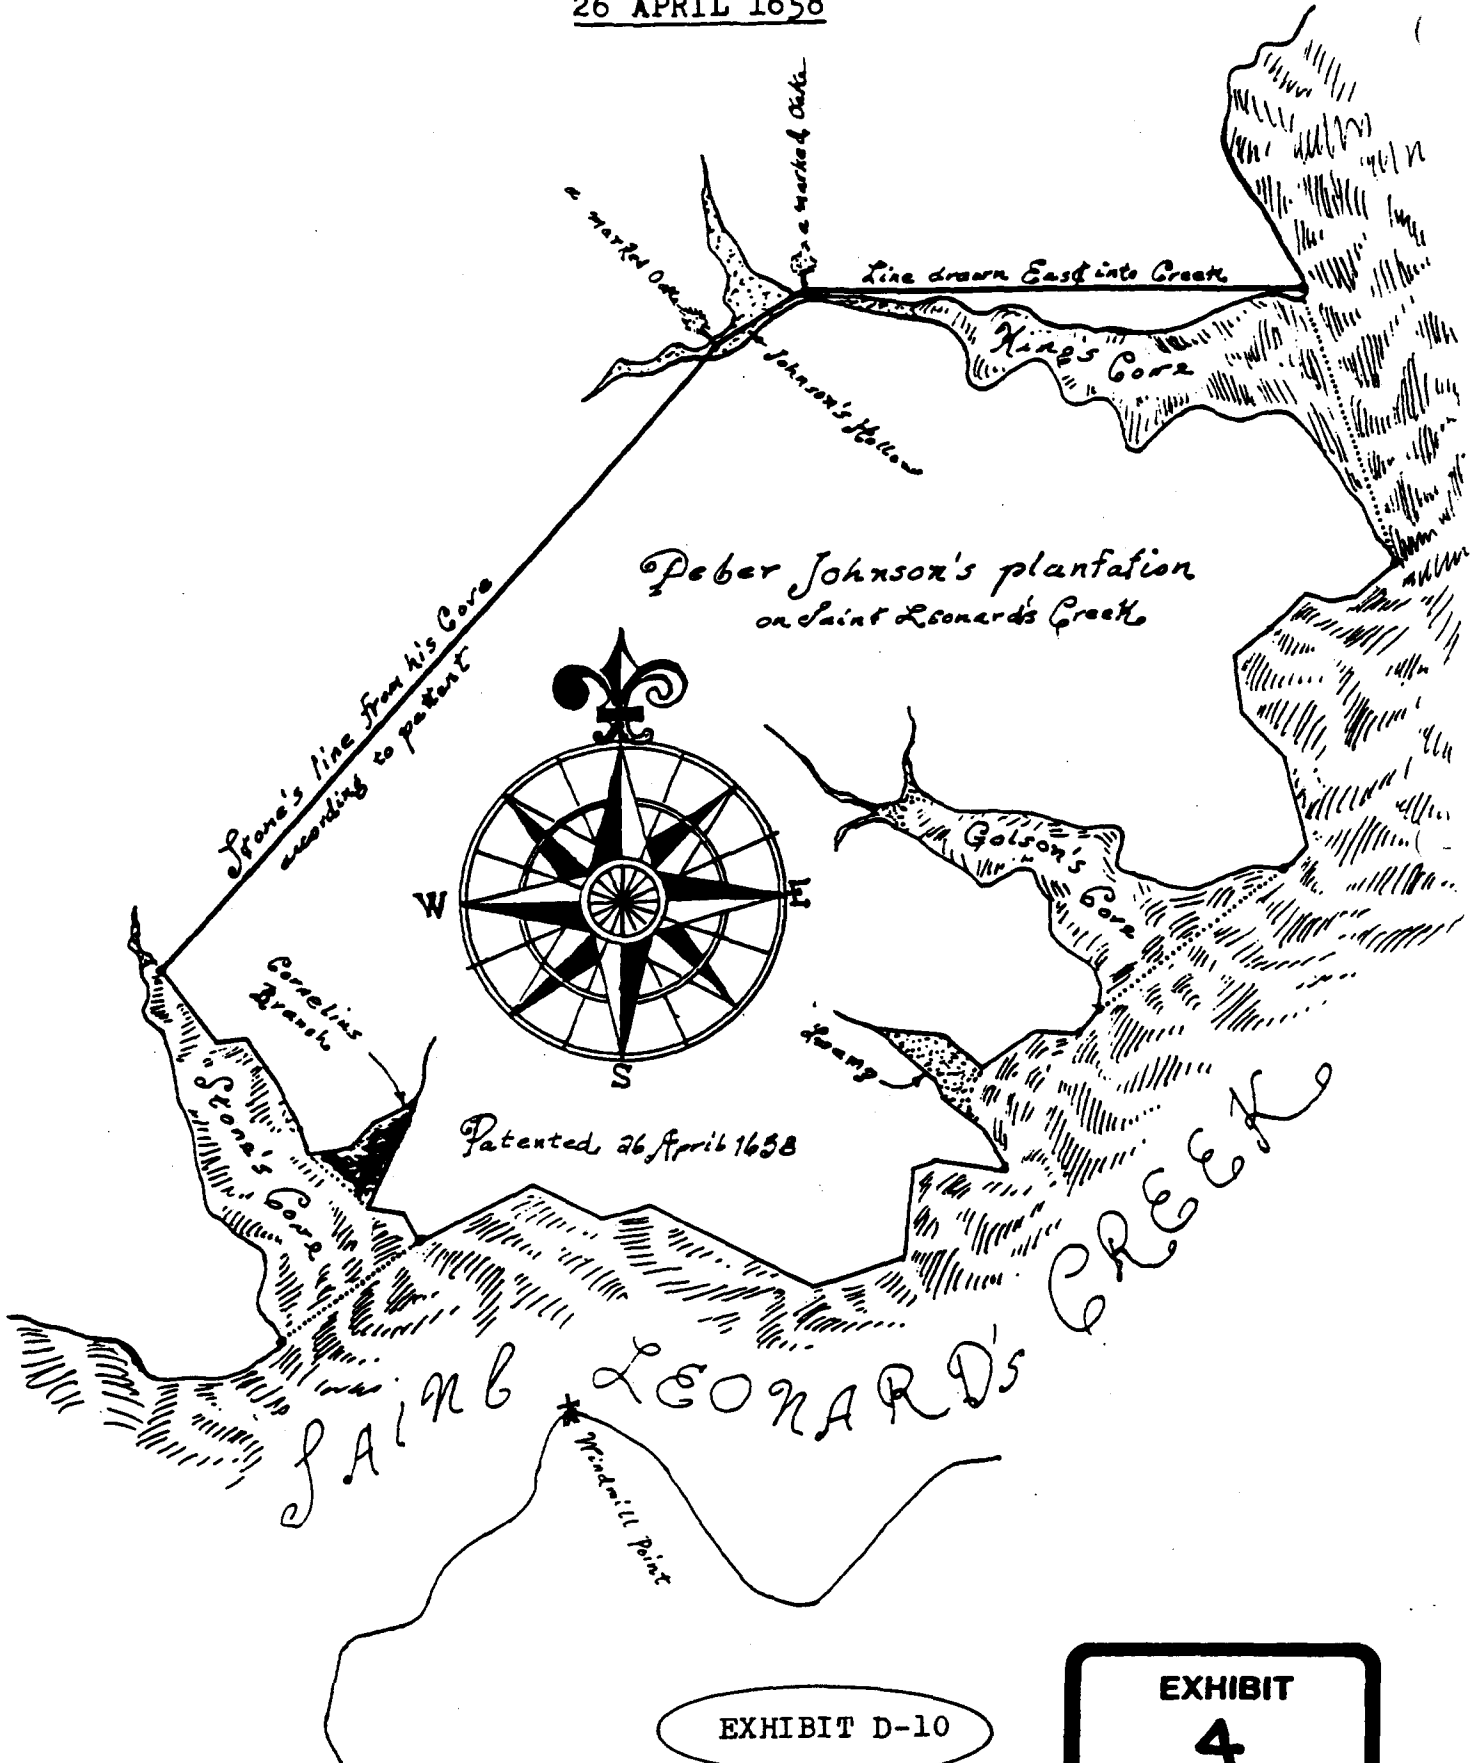 26 APRIL 1658
a marked Oake
a marked Oake
Line drawn East into Creek
King's Cove
Johnson's Hollow
Peter Johnson's plantation
on Saint Leonard's Creek
Stone's line from his Cove
according to patent
W
E
S
Golson's
Cove
Cornelius
Branch
Swamp
Stone's Cove
Patented 26 April 1658
SAINT LEONARD'S CREEK
Windmill Point
EXHIBIT D-10
EXHIBIT
4